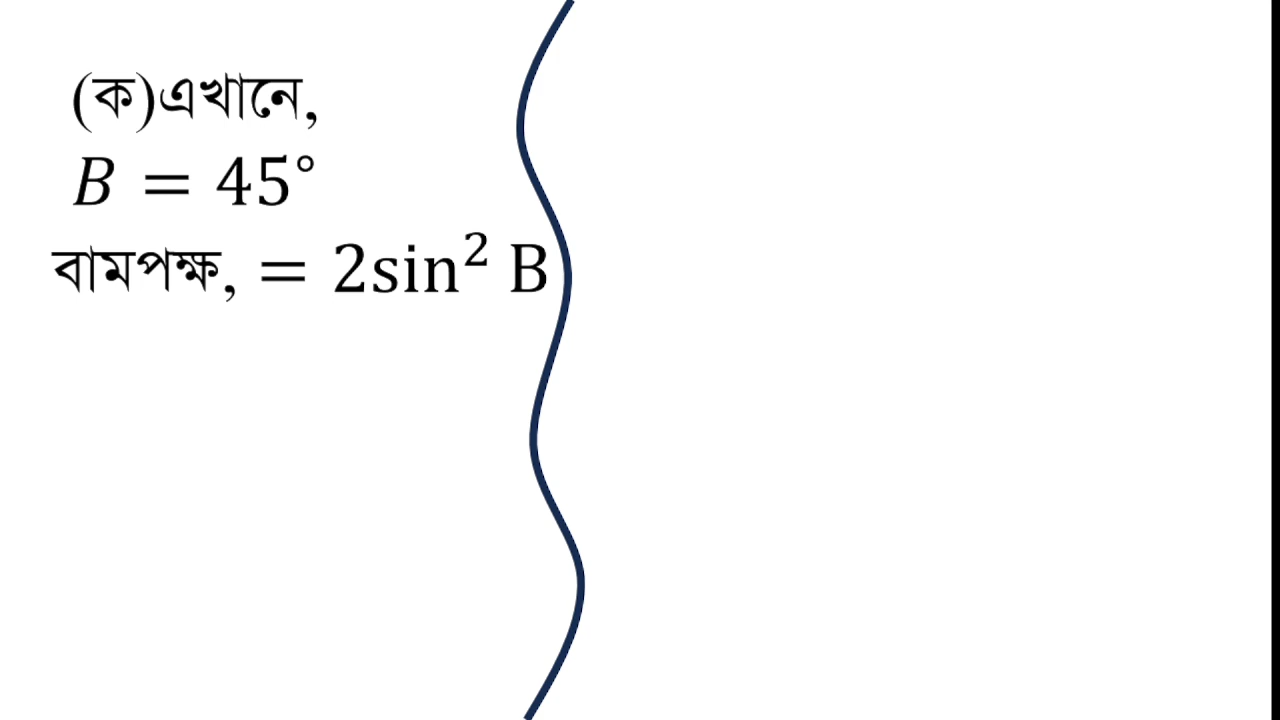 (ক)এখানে,
B = 45°
বামপক্ষ, = 2sin² B